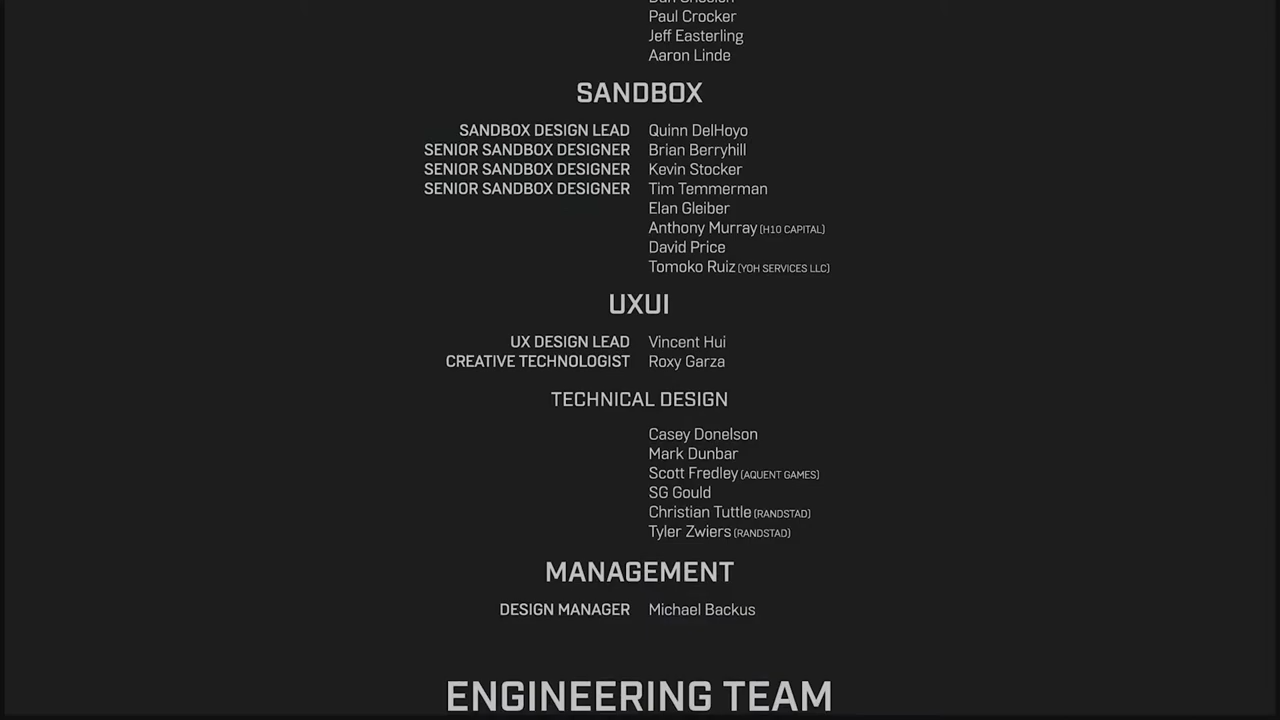 Paul Crocker
Jeff Easterling
Aaron Linde
SANDBOX
SANDBOX DESIGN LEAD Quinn DelHoyo
SENIOR SANDBOX DESIGNER Brian Berryhill
SENIOR SANDBOX DESIGNER Kevin Stocker
SENIOR SANDBOX DESIGNER Tim Temmerman
Elan Gleiber
Anthony Murray (H10 CAPITAL)
David Price
Tomoko Ruiz (YOH SERVICES LLC)
UXUI
UX DESIGN LEAD Vincent Hui
CREATIVE TECHNOLOGIST Roxy Garza
TECHNICAL DESIGN
Casey Donelson
Mark Dunbar
Scott Fredley (AQUENT GAMES)
SG Gould
Christian Tuttle (RANDSTAD)
Tyler Zwiers (RANDSTAD)
MANAGEMENT
DESIGN MANAGER Michael Backus
ENGINEERING TEAM